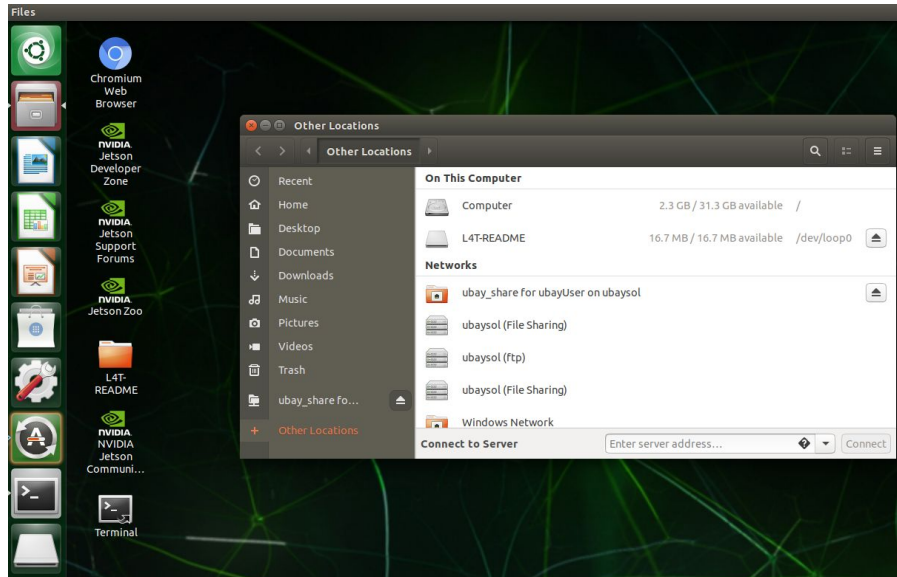 Files
Chromium
Web
Browser
NVIDIA.
Jetson
Developer
Zone
NVIDIA.
Jetson
Support
Forums
NVIDIA.
Jetson Zoo
L4T-
README
NVIDIA.
NVIDIA
Jetson
Communi...
Terminal
Other Locations
Other Locations
Recent
Home
Desktop
Documents
Downloads
Music
Pictures
Videos
Trash
ubay_share fo...
Other Locations
On This Computer
Computer 2.3 GB / 31.3 GB available /
L4T-README 16.7 MB / 16.7 MB available /dev/loop0
Networks
ubay_share for ubayUser on ubaysol
ubaysol (File Sharing)
ubaysol (ftp)
ubaysol (File Sharing)
Windows Network
Connect to Server Enter server address... Connect